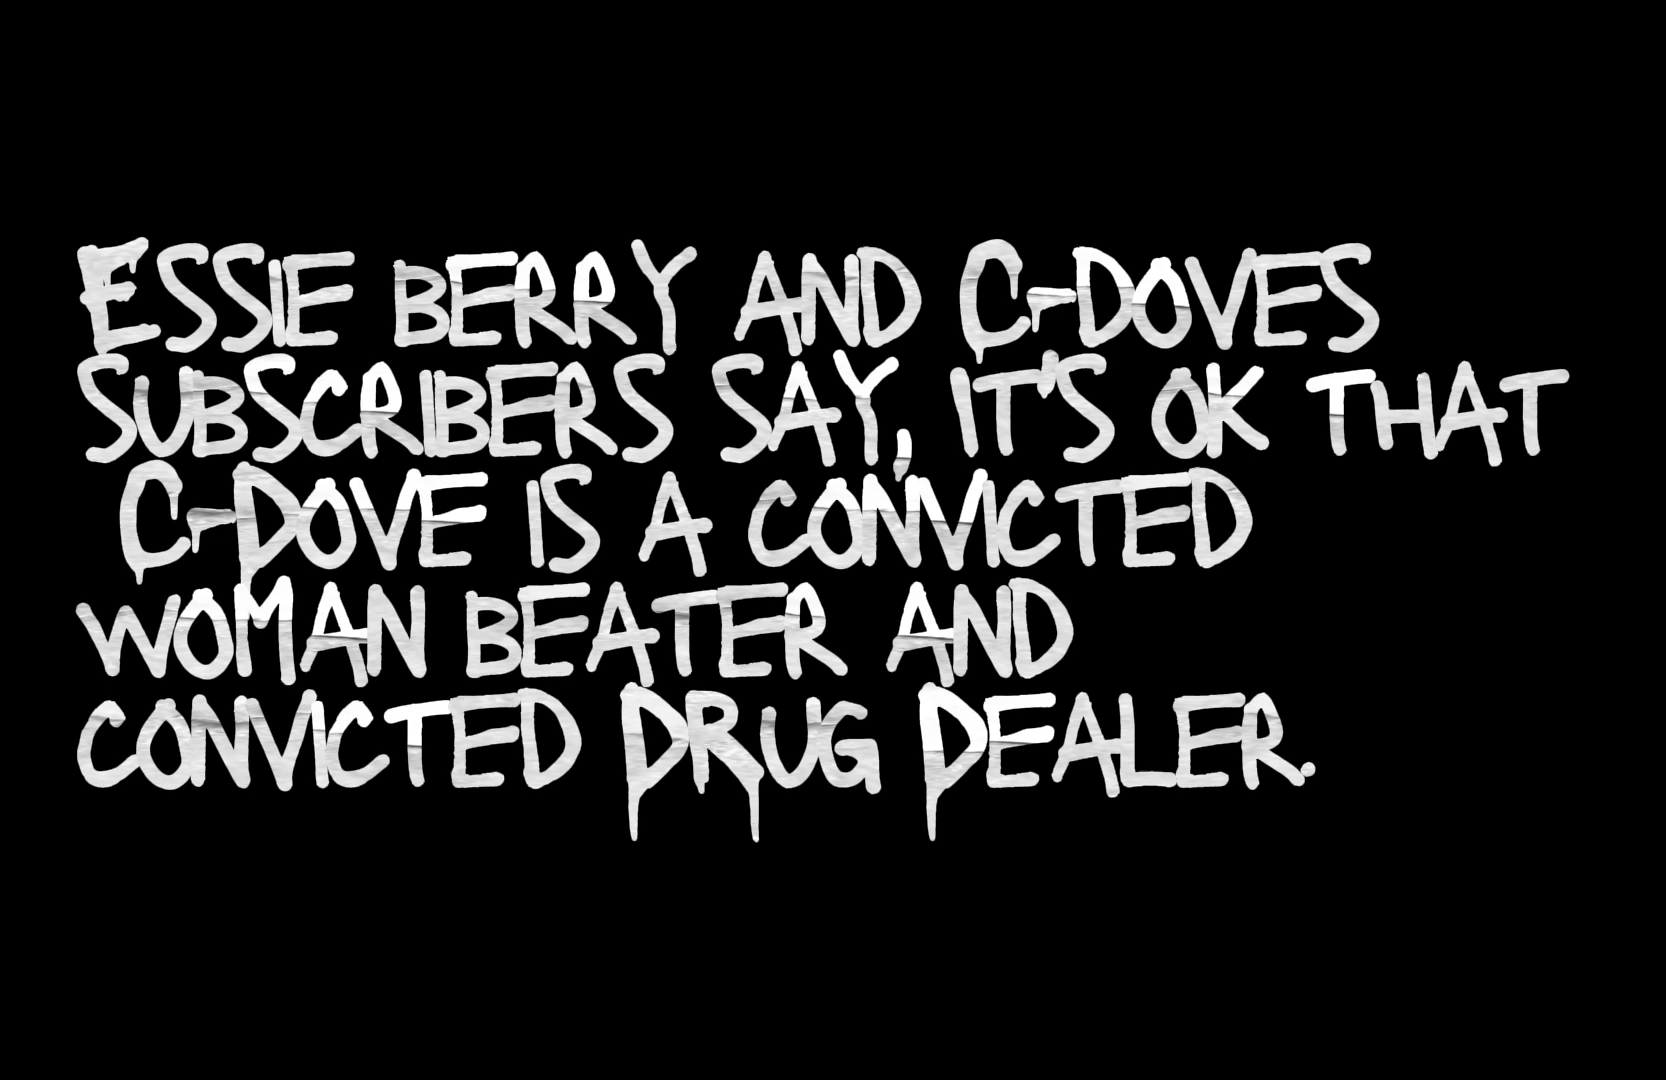 Essie berry and C-Doves
subscribers say, it's ok that
C-Dove is a convicted
woman beater and
convicted Drug Dealer.